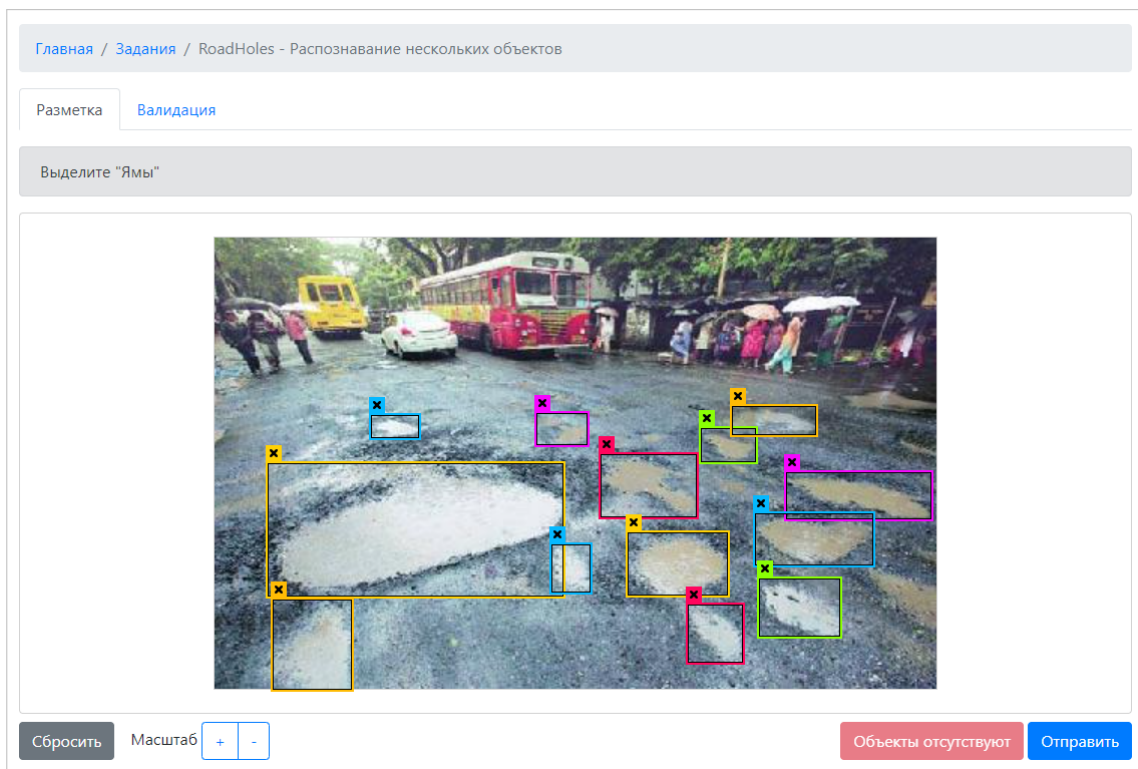 Главная / Задания / RoadHoles - Распознавание нескольких объектов
Разметка Валидация
Выделите "Ямы"
Сбросить Масштаб + - Объекты отсутствуют Отправить